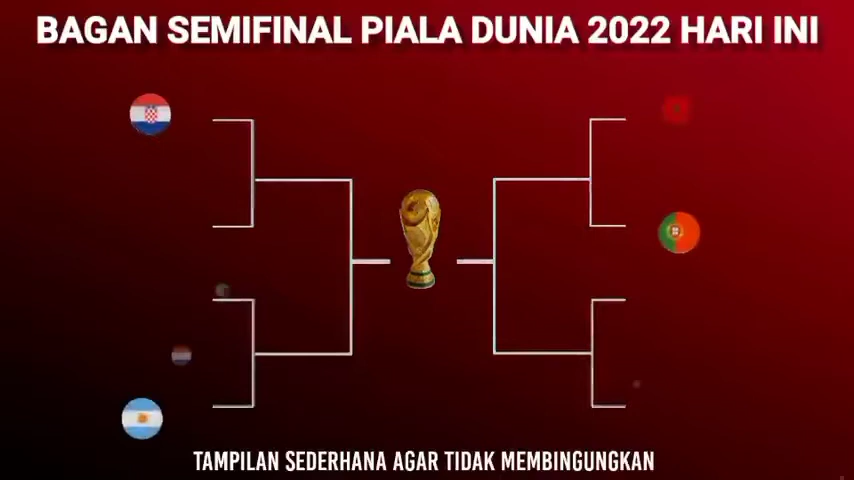 BAGAN SEMIFINAL PIALA DUNIA 2022 HARI INI
TAMPILAN SEDERHANA AGAR TIDAK MEMBINGUNGKAN